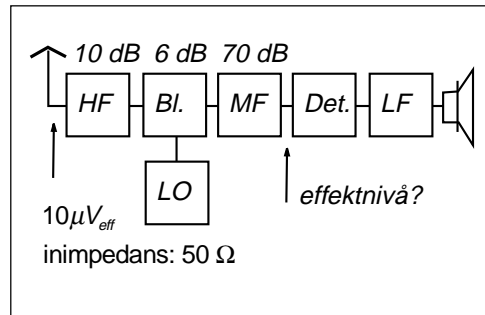 10 dB 6 dB 70 dB
HF Bl. MF Det. LF
LO
effektnivå?
10µV_eff
inimpedans: 50 Ω